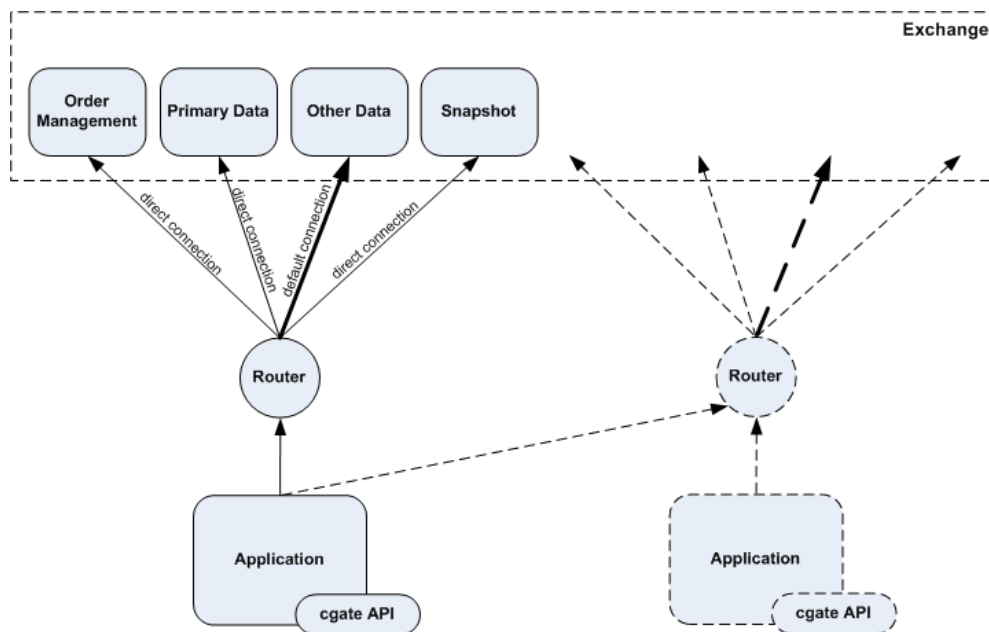 Exchange
Order
Management
Primary Data
Other Data
Snapshot
direct connection
direct connection
default connection
direct connection
Router
Router
Application
Application
cgate API
cgate API